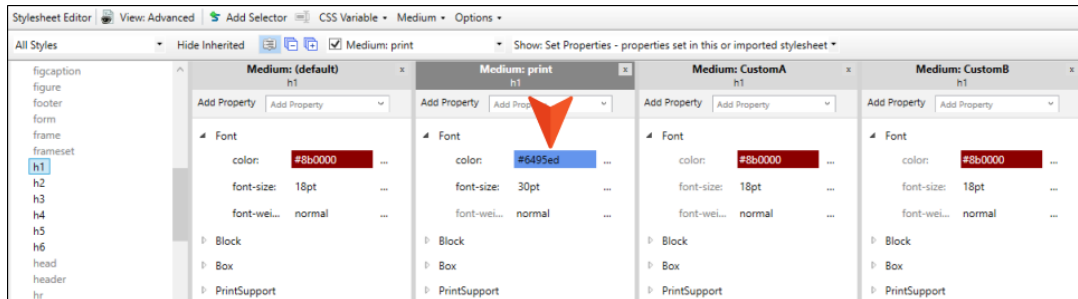 Stylesheet Editor View: Advanced Add Selector CSS Variable Medium Options
All Styles Hide Inherited Medium: print Show: Set Properties - properties set in this or imported stylesheet
figcaption
figure
footer
form
frame
frameset
h1
h2
h3
h4
h5
h6
head
header
hr
Medium: (default) x
h1
Add Property Add Property
Font
color: #8b0000 ...
font-size: 18pt ...
font-wei... normal ...
Block
Box
PrintSupport
Medium: print x
h1
Add Property Add Prop
Font
color: #6495ed ...
font-size: 30pt ...
font-wei... normal ...
Block
Box
PrintSupport
Medium: CustomA x
h1
Add Property Add Property
Font
color: #8b0000 ...
font-size: 18pt ...
font-wei... normal ...
Block
Box
PrintSupport
Medium: CustomB x
h1
Add Property Add Property
Font
color: #8b0000 ...
font-size: 18pt ...
font-wei... normal ...
Block
Box
PrintSupport